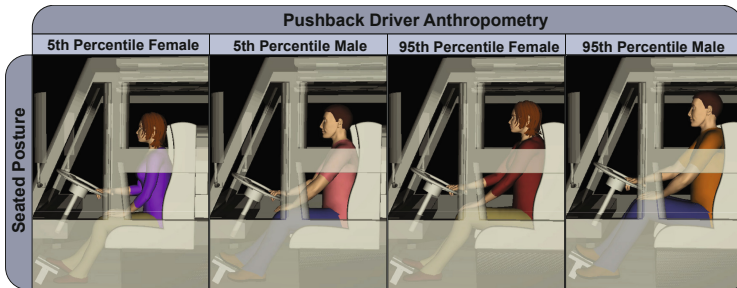 Pushback Driver Anthropometry
5th Percentile Female
5th Percentile Male
95th Percentile Female
95th Percentile Male
Seated Posture